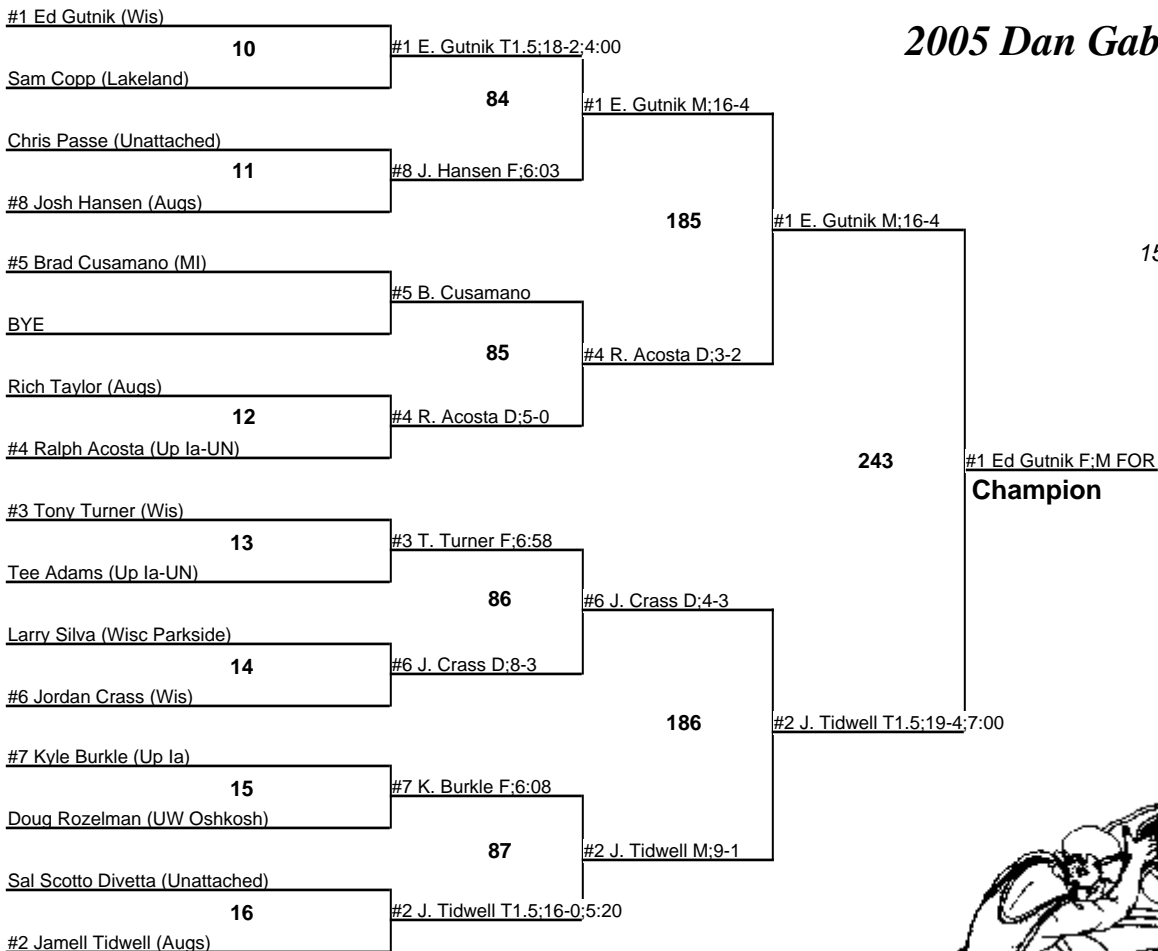 #1 Ed Gutnik (Wis)
2005 Dan Gab
10
#1 E. Gutnik T1.5;18-2;4:00
Sam Copp (Lakeland)
84
#1 E. Gutnik M;16-4
Chris Passe (Unattached)
11
#8 J. Hansen F;6:03
#8 Josh Hansen (Augs)
185
#1 E. Gutnik M;16-4
15
#5 Brad Cusamano (MI)
#5 B. Cusamano
BYE
85
#4 R. Acosta D;3-2
Rich Taylor (Augs)
12
#4 R. Acosta D;5-0
#4 Ralph Acosta (Up Ia-UN)
243
#1 Ed Gutnik F;M FOR
Champion
#3 Tony Turner (Wis)
13
#3 T. Turner F;6:58
Tee Adams (Up Ia-UN)
86
#6 J. Crass D;4-3
Larry Silva (Wisc Parkside)
14
#6 J. Crass D;8-3
#6 Jordan Crass (Wis)
186
#2 J. Tidwell T1.5;19-4;7:00
#7 Kyle Burkle (Up Ia)
15
#7 K. Burkle F;6:08
Doug Rozelman (UW Oshkosh)
87
#2 J. Tidwell M;9-1
Sal Scotto Divetta (Unattached)
16
#2 J. Tidwell T1.5;16-0;5:20
#2 Jamell Tidwell (Augs)